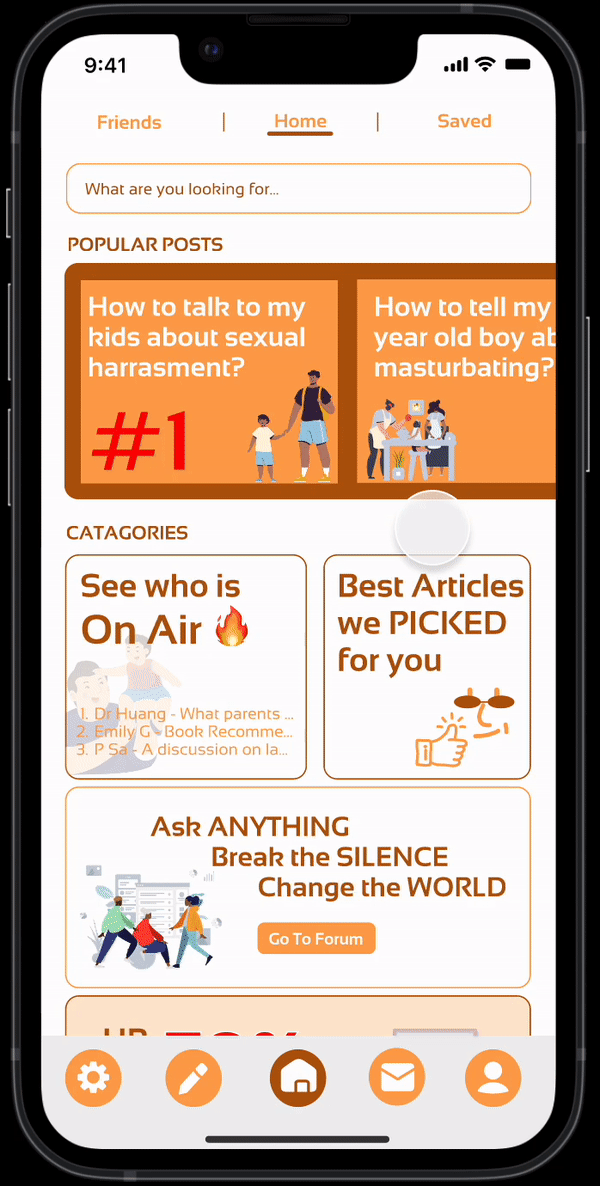 9:41
Friends | Home | Saved
What are you looking for...
POPULAR POSTS
How to talk to my
kids about sexual
harrasment?
#1
How to tell my
year old boy ab
masturbating?
CATAGORIES
See who is
On Air 🔥
1. Dr Huang - What parents ...
2. Emily G - Book Recomme...
3. P Sa - A discussion on la...
Best Articles
we PICKED
for you
Ask ANYTHING
Break the SILENCE
Change the WORLD
Go To Forum